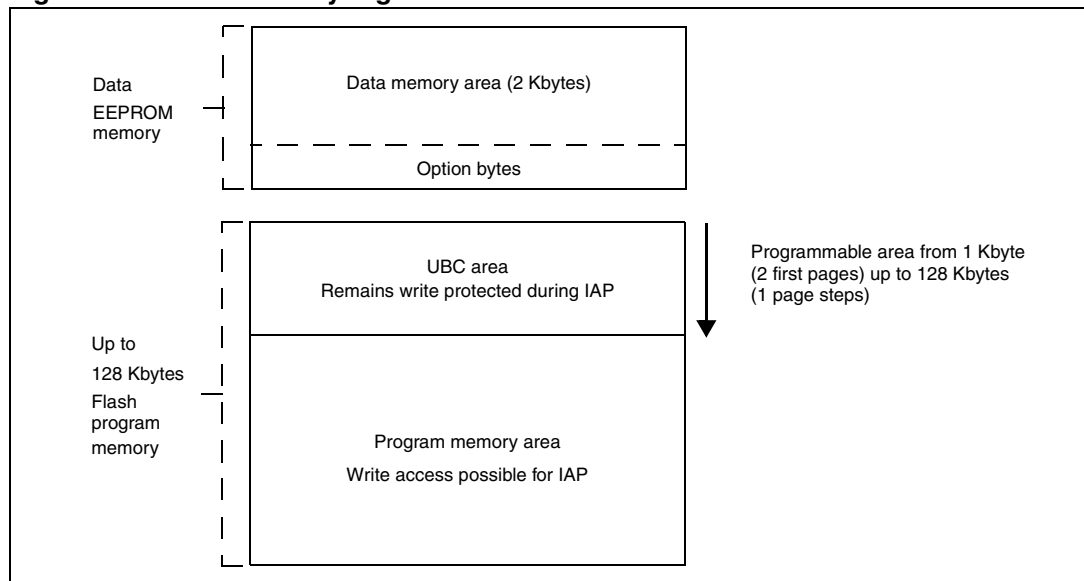 Data
EEPROM
memory
Data memory area (2 Kbytes)
Option bytes
UBC area
Remains write protected during IAP
Programmable area from 1 Kbyte
(2 first pages) up to 128 Kbytes
(1 page steps)
Up to
128 Kbytes
Flash
program
memory
Program memory area
Write access possible for IAP